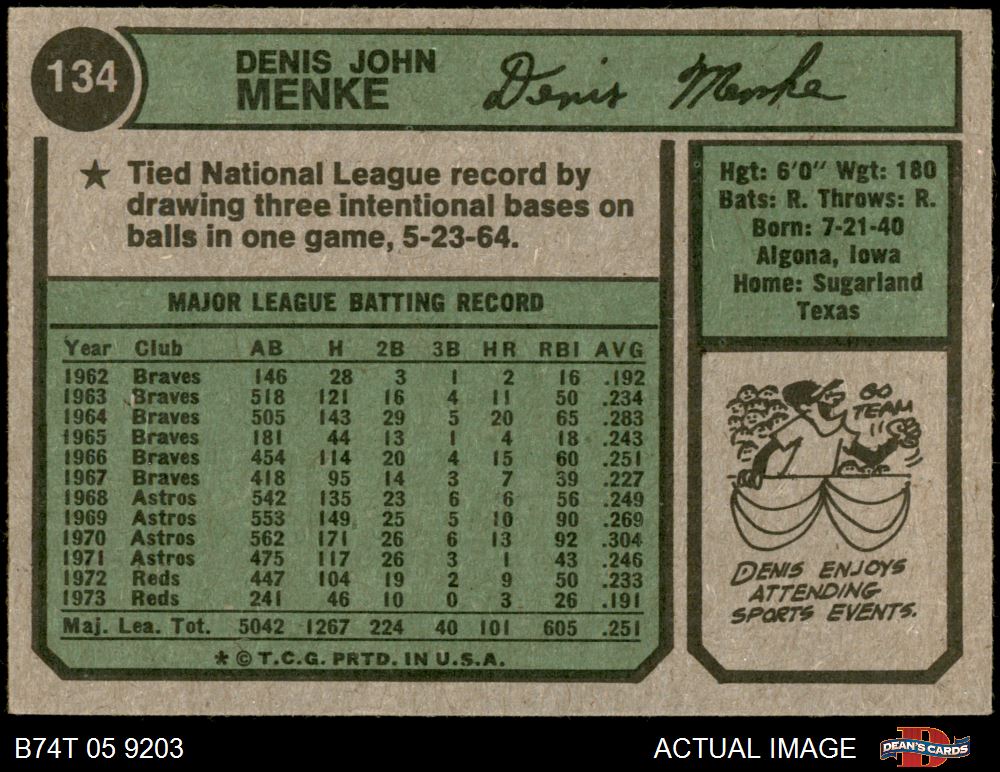 134
DENIS JOHN
MENKE
Denis Menke
★ Tied National League record by
drawing three intentional bases on
balls in one game, 5-23-64.
Hgt: 6'0" Wgt: 180
Bats: R. Throws: R.
Born: 7-21-40
Algona, Iowa
Home: Sugarland
Texas
MAJOR LEAGUE BATTING RECORD
Year Club AB H 2B 3B HR RBI AVG
1962 Braves 146 28 3 1 2 16 .192
1963 Braves 518 121 16 4 11 50 .234
1964 Braves 505 143 29 5 20 65 .283
1965 Braves 181 44 13 1 4 18 .243
1966 Braves 454 114 20 4 15 60 .251
1967 Braves 418 95 14 3 7 39 .227
1968 Astros 542 135 23 6 6 56 .249
1969 Astros 553 149 25 5 10 90 .269
1970 Astros 562 171 26 6 13 92 .304
1971 Astros 475 117 26 3 1 43 .246
1972 Reds 447 104 19 2 9 50 .233
1973 Reds 241 46 10 0 3 26 .191
Maj. Lea. Tot. 5042 1267 224 40 101 605 .251
* © T.C.G. PRTD. IN U.S.A.
GO
TEAM
DENIS ENJOYS
ATTENDING
SPORTS EVENTS.
B74T 05 9203
ACTUAL IMAGE
DEAN'S CARDS